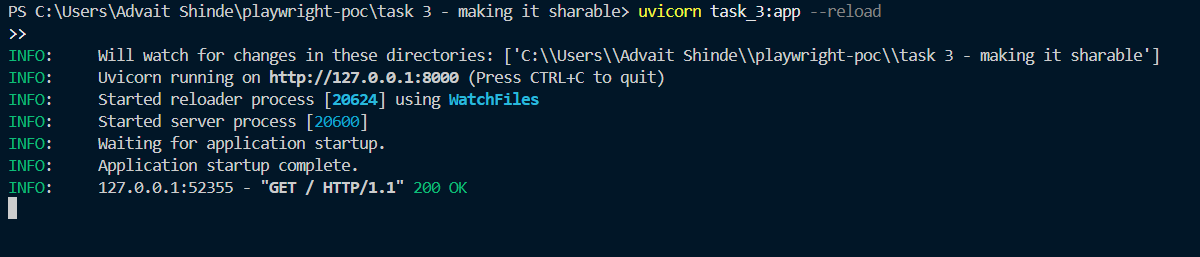 PS C:\Users\Advait Shinde\playwright-poc\task 3 - making it sharable> uvicorn task_3:app --reload
>>
INFO:     Will watch for changes in these directories: ['C:\\Users\\Advait Shinde\\playwright-poc\\task 3 - making it sharable']
INFO:     Uvicorn running on http://127.0.0.1:8000 (Press CTRL+C to quit)
INFO:     Started reloader process [20624] using WatchFiles
INFO:     Started server process [20600]
INFO:     Waiting for application startup.
INFO:     Application startup complete.
INFO:     127.0.0.1:52355 - "GET / HTTP/1.1" 200 OK